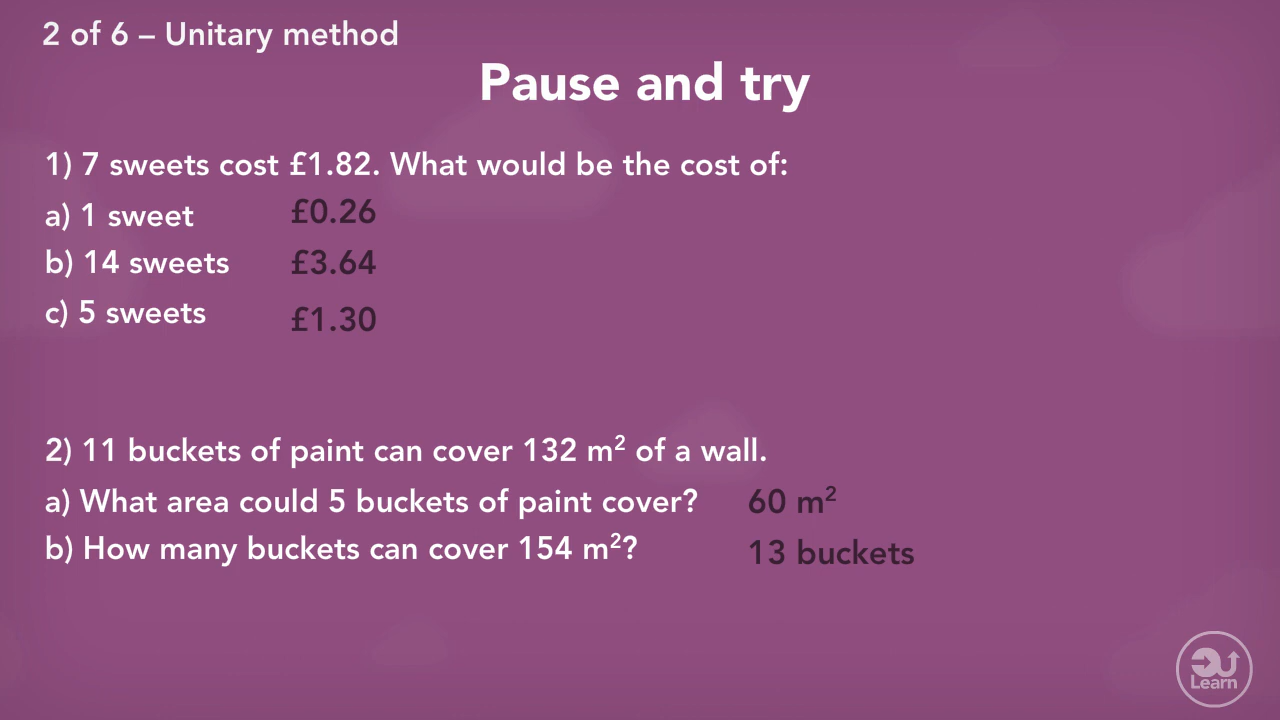 2 of 6 – Unitary method
Pause and try
1) 7 sweets cost £1.82. What would be the cost of:
a) 1 sweet £0.26
b) 14 sweets £3.64
c) 5 sweets £1.30
2) 11 buckets of paint can cover 132 m² of a wall.
a) What area could 5 buckets of paint cover? 60 m²
b) How many buckets can cover 154 m²? 13 buckets
Learn